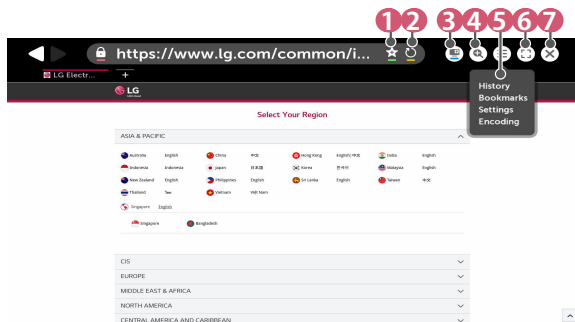 1 2 3 4 5 6 7
https://www.lg.com/common/i...
LG Electr... +
LG
History
Bookmarks
Settings
Encoding
Select Your Region
ASIA & PACIFIC
Australia English China 中文 Hong Kong English 中文 India English
Indonesia Indonesia Japan 日本語 Korea 한국어 Malaysia English
New Zealand English Philippines English Sri Lanka English Taiwan 中文
Thailand ไทย Vietnam Việt Nam
Singapore English
Singapore Bangladesh
CIS
EUROPE
MIDDLE EAST & AFRICA
NORTH AMERICA
CENTRAL AMERICA AND CARIBBEAN